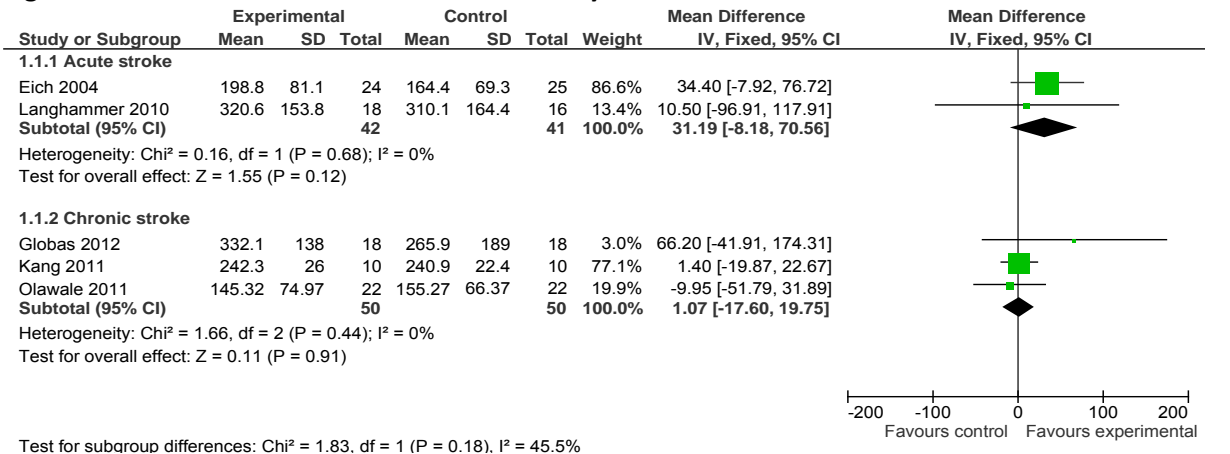 Experimental Control Mean Difference Mean Difference
Study or Subgroup Mean SD Total Mean SD Total Weight IV, Fixed, 95% CI IV, Fixed, 95% CI
1.1.1 Acute stroke
Eich 2004 198.8 81.1 24 164.4 69.3 25 86.6% 34.40 [-7.92, 76.72]
Langhammer 2010 320.6 153.8 18 310.1 164.4 16 13.4% 10.50 [-96.91, 117.91]
Subtotal (95% CI) 42 41 100.0% 31.19 [-8.18, 70.56]
Heterogeneity: Chi² = 0.16, df = 1 (P = 0.68); I² = 0%
Test for overall effect: Z = 1.55 (P = 0.12)
1.1.2 Chronic stroke
Globas 2012 332.1 138 18 265.9 189 18 3.0% 66.20 [-41.91, 174.31]
Kang 2011 242.3 26 10 240.9 22.4 10 77.1% 1.40 [-19.87, 22.67]
Olawale 2011 145.32 74.97 22 155.27 66.37 22 19.9% -9.95 [-51.79, 31.89]
Subtotal (95% CI) 50 50 100.0% 1.07 [-17.60, 19.75]
Heterogeneity: Chi² = 1.66, df = 2 (P = 0.44); I² = 0%
Test for overall effect: Z = 0.11 (P = 0.91)
-200 -100 0 100 200
Favours control Favours experimental
Test for subgroup differences: Chi² = 1.83, df = 1 (P = 0.18), I² = 45.5%